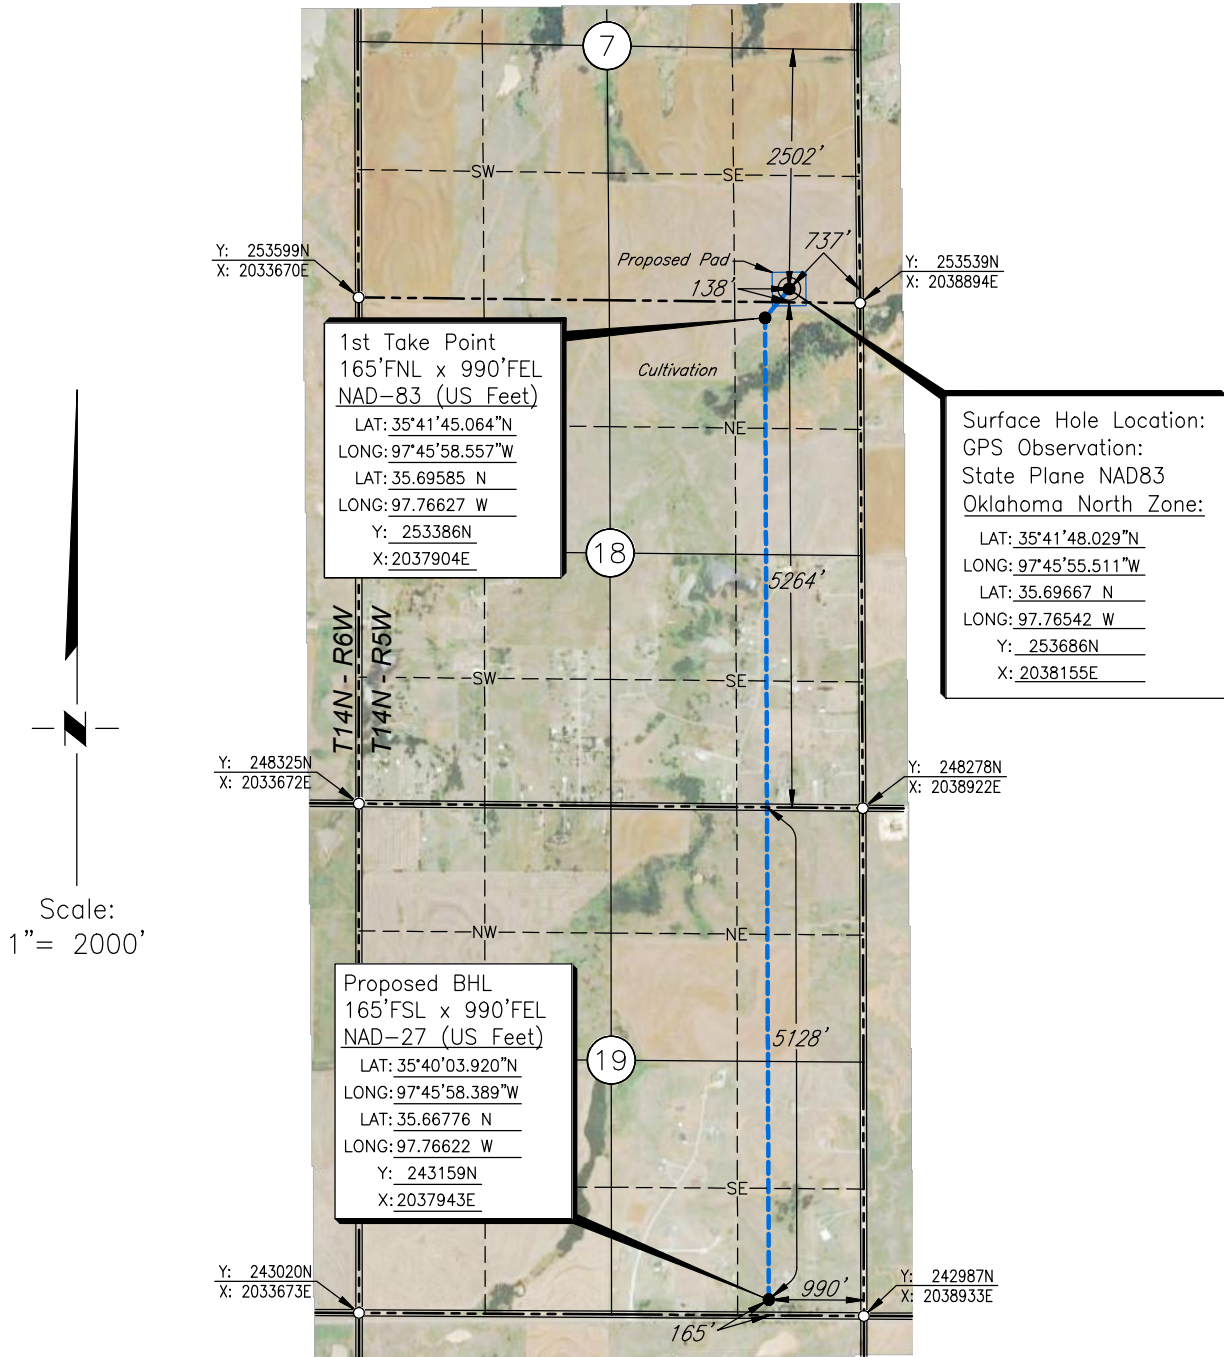 7
2502’
SW
SE
Y: 253599N
X: 2033670E
Proposed Pad
737’
138’
Y: 253539N
X: 2038894E
1st Take Point
165’FNL x 990’FEL
NAD-83 (US Feet)
LAT: 35°41’45.064”N
LONG: 97°45’58.557”W
LAT: 35.69585 N
LONG: 97.76627 W
Y: 253386N
X: 2037904E
Cultivation
NE
Surface Hole Location:
GPS Observation:
State Plane NAD83
Oklahoma North Zone:
LAT: 35°41’48.029”N
LONG: 97°45’55.511”W
LAT: 35.69667 N
LONG: 97.76542 W
Y: 253686N
X: 2038155E
18
5264’
T14N - R6W
T14N - R5W
SW
SE
N
Y: 248325N
X: 2033672E
Y: 248278N
X: 2038922E
Scale:
1”= 2000’
NW
NE
Proposed BHL
165’FSL x 990’FEL
NAD-27 (US Feet)
LAT: 35°40’03.920”N
LONG: 97°45’58.389”W
LAT: 35.66776 N
LONG: 97.76622 W
Y: 243159N
X: 2037943E
19
5128’
SE
Y: 243020N
X: 2033673E
990’
165’
Y: 242987N
X: 2038933E